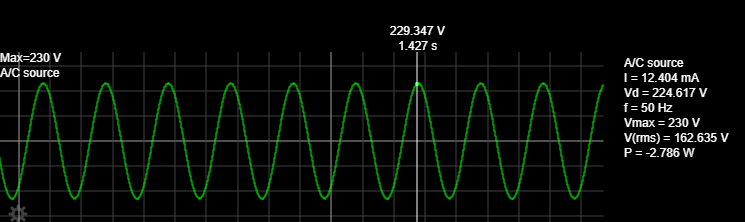 229.347 V
1.427 s
Max=230 V
A/C source
A/C source
I = 12.404 mA
Vd = 224.617 V
f = 50 Hz
Vmax = 230 V
V(rms) = 162.635 V
P = -2.786 W